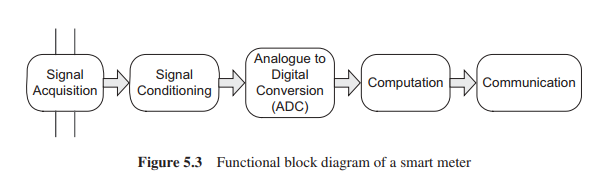 Signal
Acquisition
Signal
Conditioning
Analogue to
Digital
Conversion
(ADC)
Computation
Communication
Figure 5.3 Functional block diagram of a smart meter